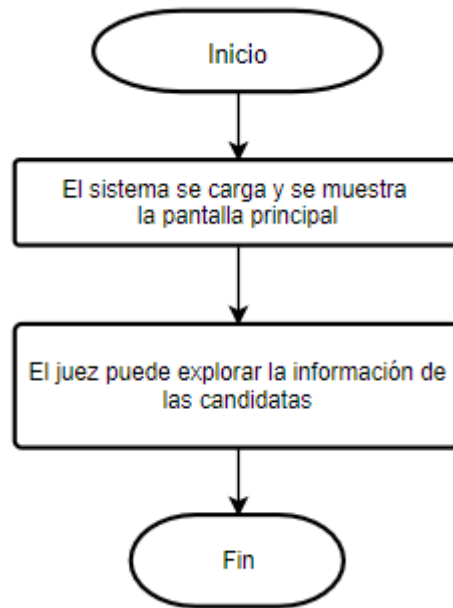 Inicio
El sistema se carga y se muestra
la pantalla principal
El juez puede explorar la información de
las candidatas
Fin